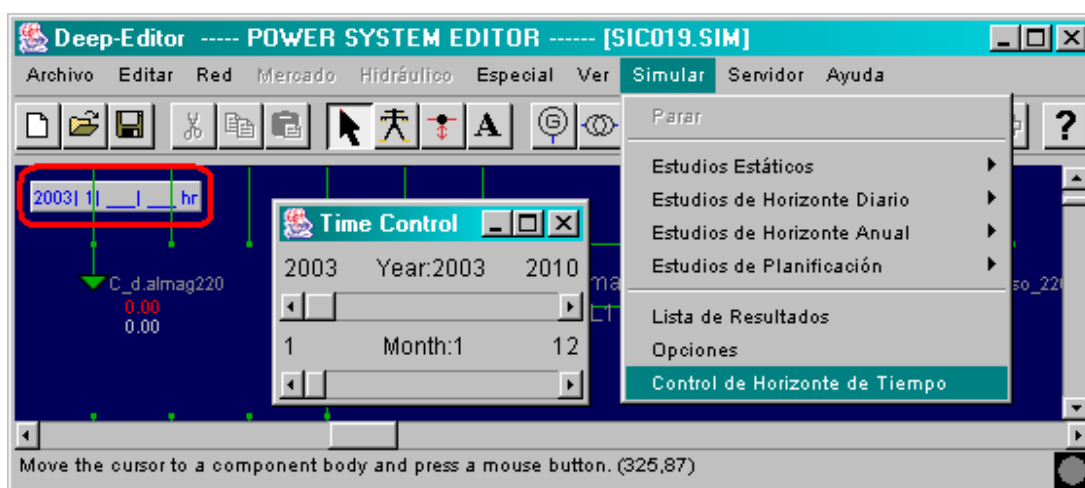 Deep-Editor ----- POWER SYSTEM EDITOR ------ [SIC019.SIM]
Archivo Editar Red Mercado Hidráulico Especial Ver Simular Servidor Ayuda
A G ?
Parar
Estudios Estáticos
Estudios de Horizonte Diario
Estudios de Horizonte Anual
Estudios de Planificación
Lista de Resultados
Opciones
Control de Horizonte de Tiempo
2003| 1| ___| ___ hr
Time Control
2003 Year:2003 2010
1 Month:1 12
C_d.almag220
0.00
0.00
L1
Move the cursor to a component body and press a mouse button. (325,87)